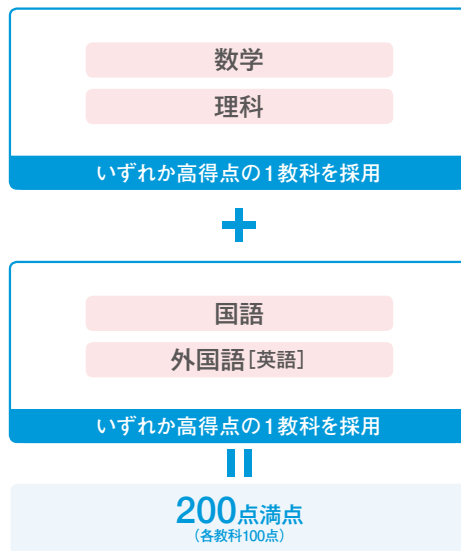 数学
理科
いずれか高得点の1教科を採用
+
国語
外国語[英語]
いずれか高得点の1教科を採用
200点満点
(各教科100点)